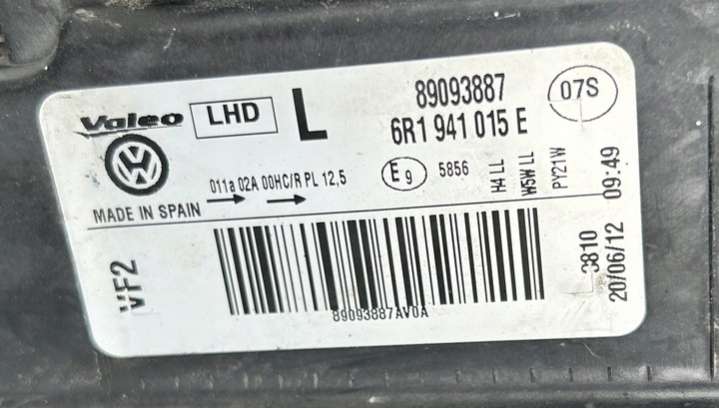 Valeo LHD L 89093887 07S
6R1 941 015 E
VW
011a 02A 00HC/R PL 12,5 E9 5856 H4 LL W5W LL PY21W 09:49
MADE IN SPAIN
VF2
89093887AV0A
3810
20/06/12